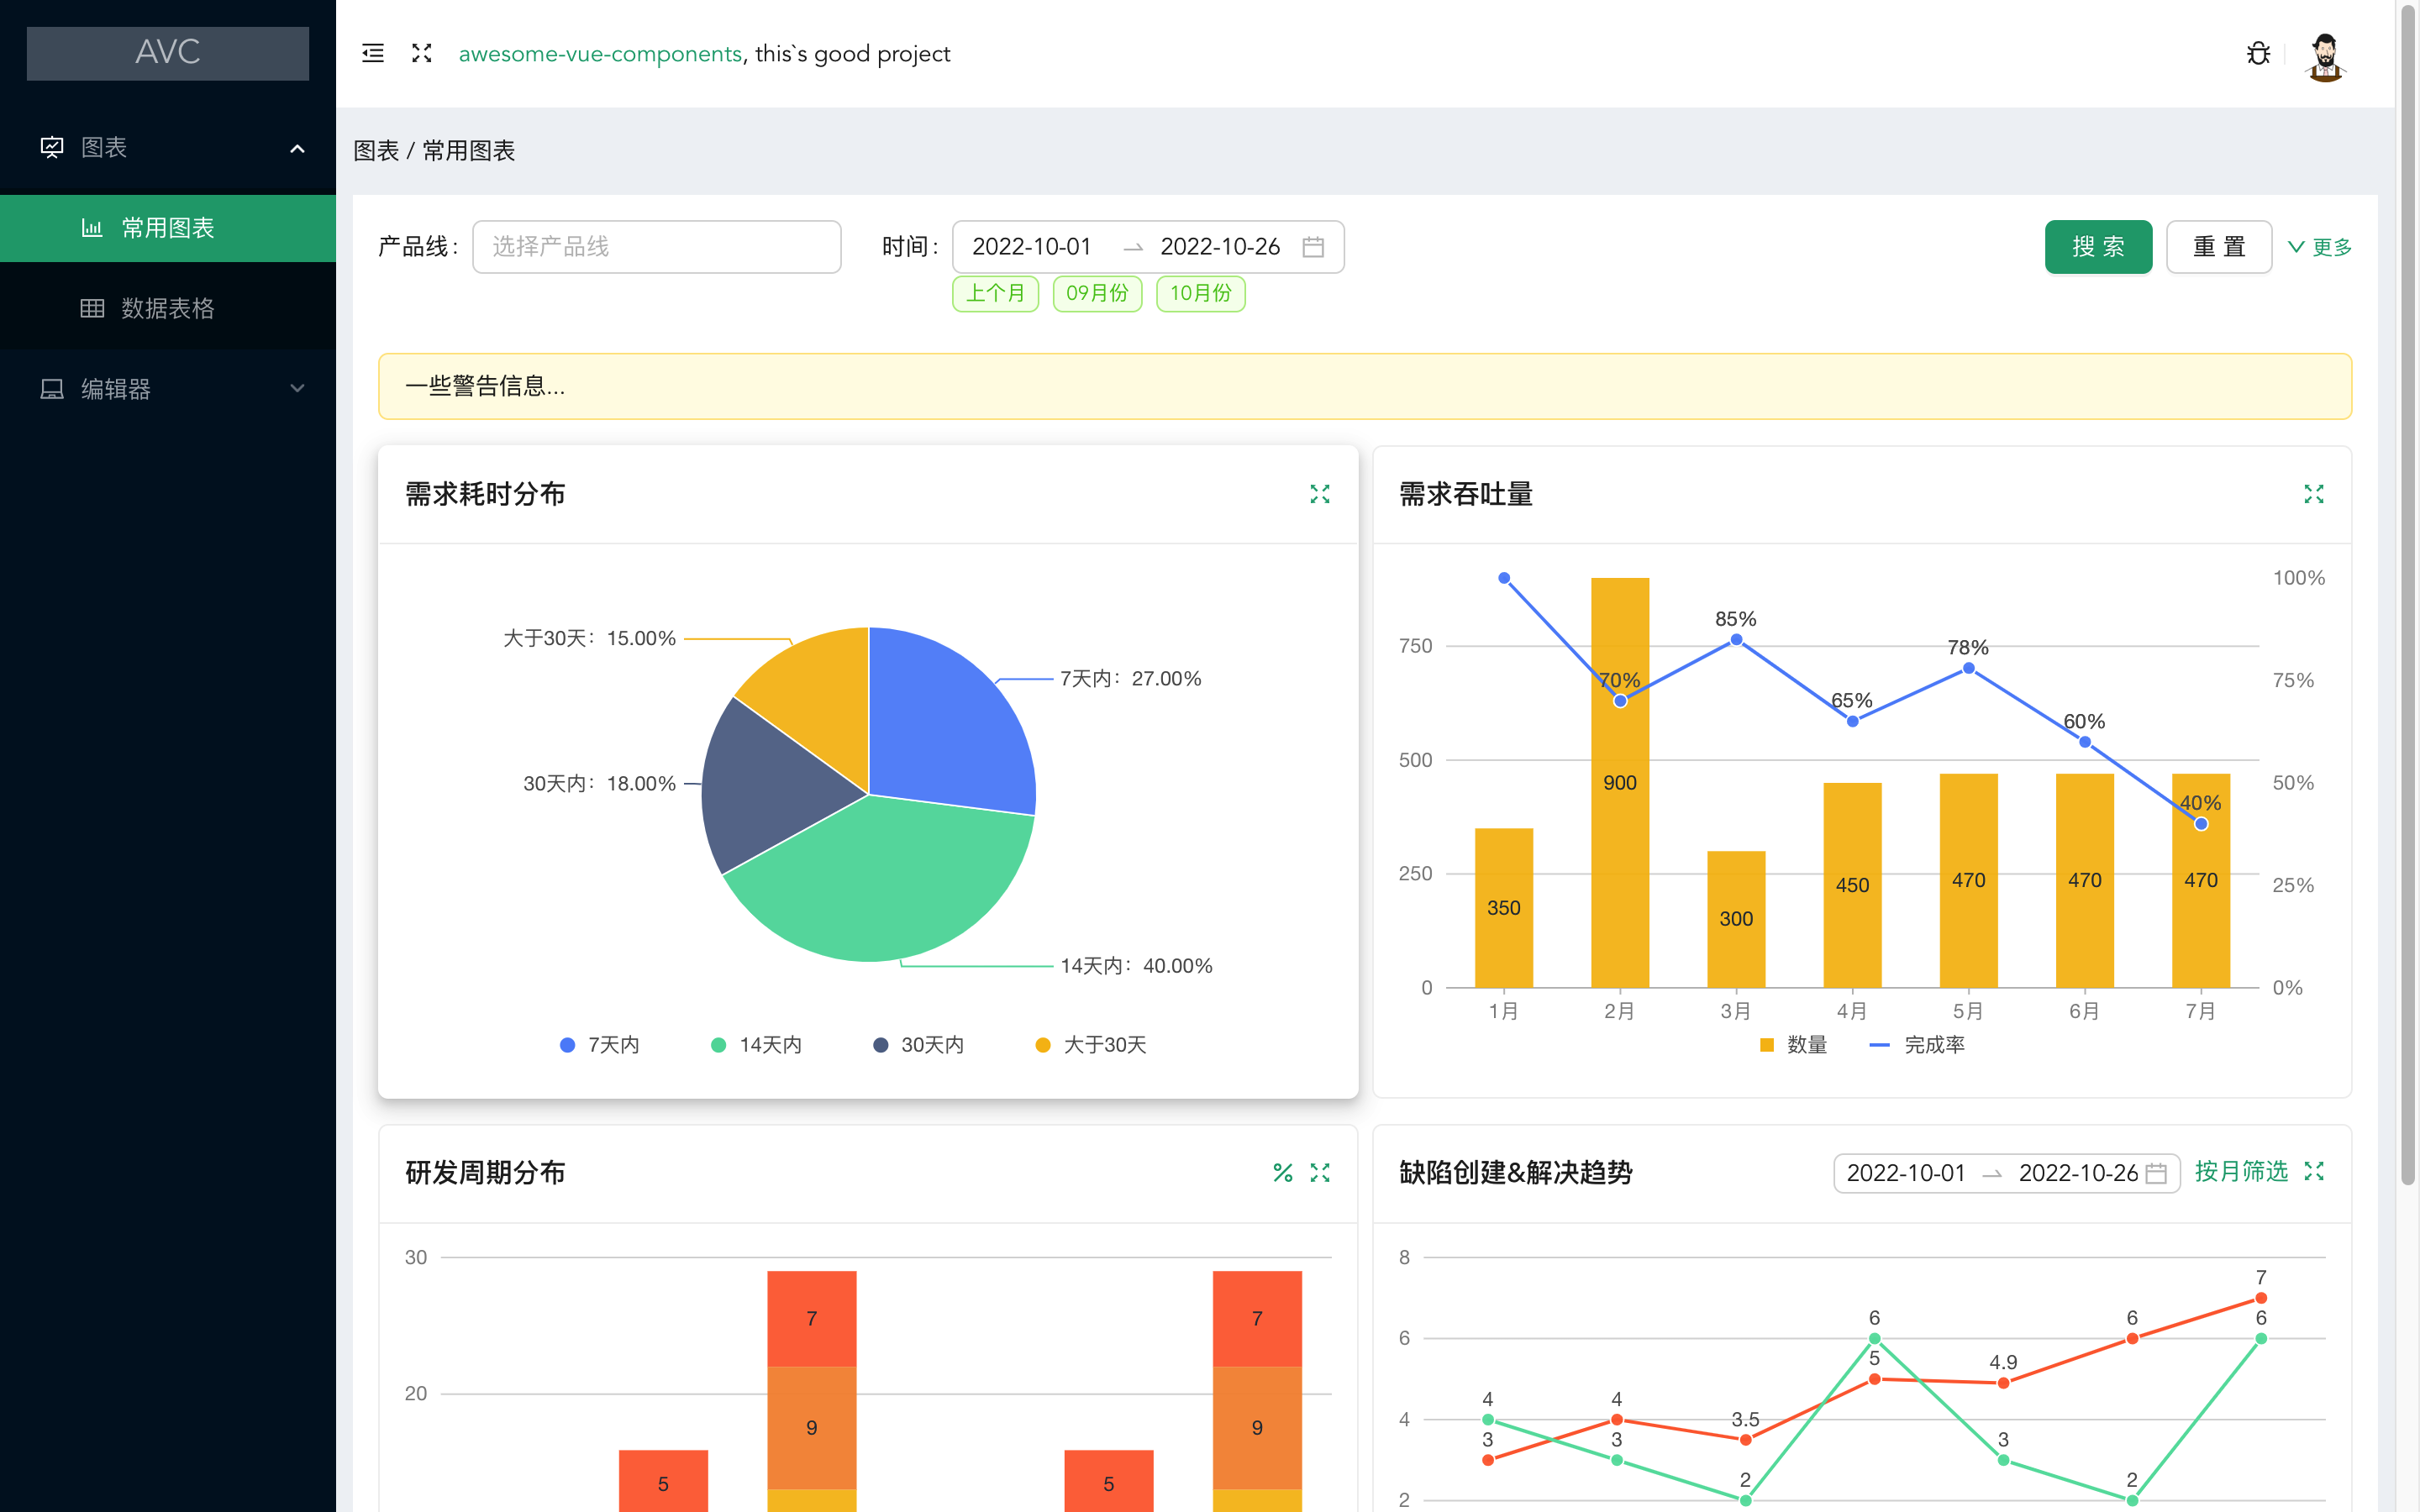 AVC
图表
常用图表
数据表格
编辑器
awesome-vue-components, this`s good project
图表 / 常用图表
产品线: 选择产品线
时间: 2022-10-01 → 2022-10-26
搜 索 重 置 更多
上个月 09月份 10月份
一些警告信息...
需求耗时分布
大于30天: 15.00%
7天内: 27.00%
30天内: 18.00%
14天内: 40.00%
7天内 14天内 30天内 大于30天
需求吞吐量
100%
85%
750
78%
70%
75%
65%
60%
500
900
50%
40%
250
350
300
450
470
470
470
25%
0
0%
1月 2月 3月 4月 5月 6月 7月
数量 完成率
研发周期分布 %
30
7
7
20
9
9
5
5
缺陷创建&解决趋势 2022-10-01 → 2022-10-26 按月筛选
8
7
6
6
6
6
5
4.9
4
4
4
3.5
3
3
3
2
2
2